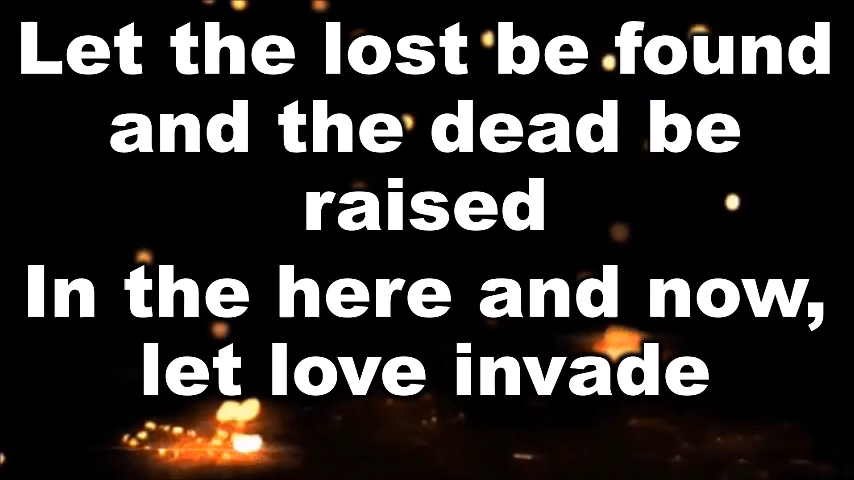 Let the lost be found
and the dead be
raised
In the here and now,
let love invade